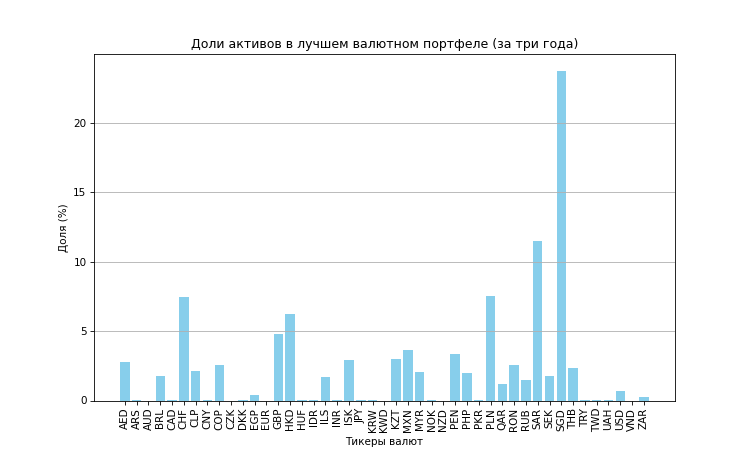 Доли активов в лучшем валютном портфеле (за три года)
Доля (%)
20
15
10
5
0
AED ARS AUD BRL CAD CHF CLP CNY COP CZK DKK EGP EUR GBP HKD HUF IDR ILS INR ISK JPY KRW KWD KZT MXN MYR NOK NZD PEN PHP PKR PLN QAR RON RUB SAR SEK SGD THB TRY TWD UAH USD VND ZAR
Тикеры валют